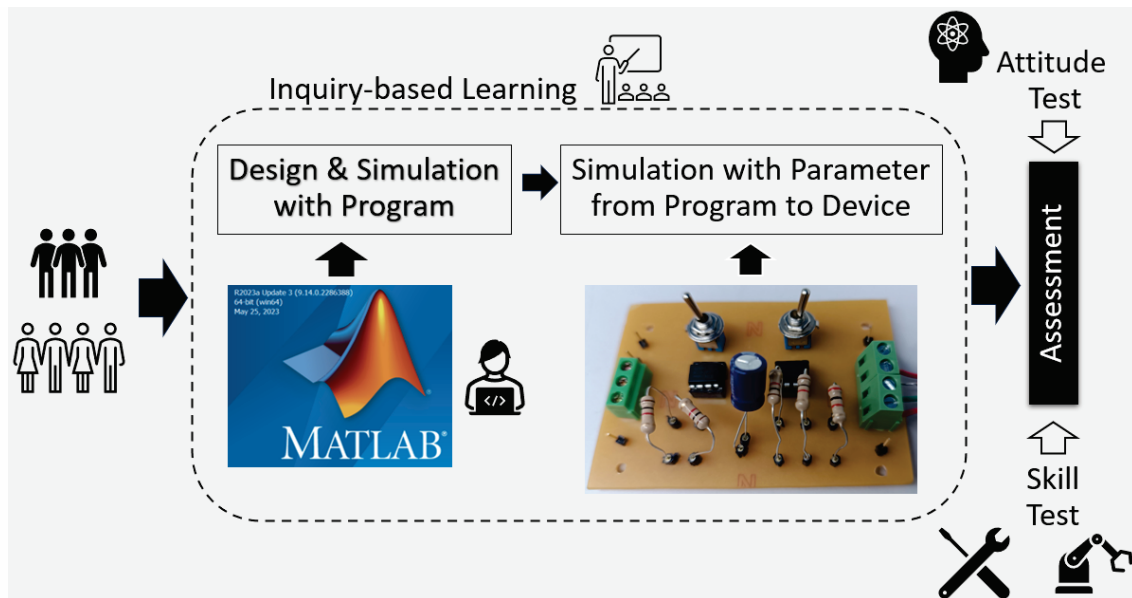 Inquiry-based Learning
Attitude
Test
Design & Simulation
with Program
Simulation with Parameter
from Program to Device
Assessment
R2023a Update 3 (9.14.0.2286388)
64-bit (win64)
May 25, 2023
</>
MATLAB®
Skill
Test